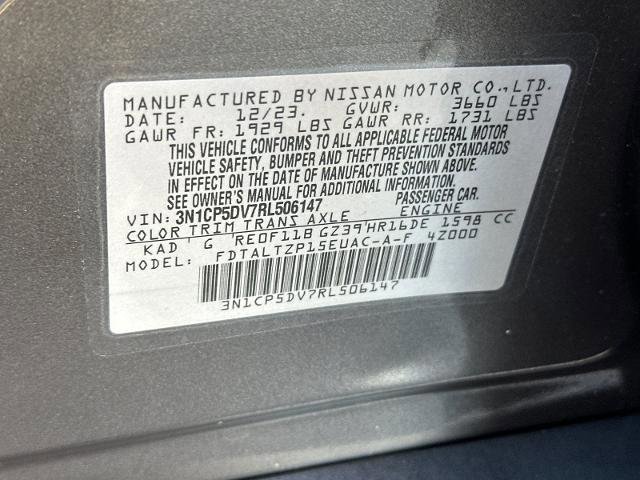 MANUFACTURED BY NISSAN MOTOR CO., LTD.
DATE: 12/23. GVWR: 3660 LBS
GAWR FR: 1929 LBS GAWR RR: 1731 LBS
THIS VEHICLE CONFORMS TO ALL APPLICABLE FEDERAL MOTOR
VEHICLE SAFETY, BUMPER AND THEFT PREVENTION STANDARDS
IN EFFECT ON THE DATE OF MANUFACTURE SHOWN ABOVE.
SEE OWNER'S MANUAL FOR ADDITIONAL INFORMATION.
VIN: 3N1CP5DV7RL506147 PASSENGER CAR.
COLOR TRIM TRANS AXLE ENGINE
KAD G RE0F11B GZ39 HR16DE 1598 CC
MODEL: FDTALTZP15EUAC-A-F 4Z000
3N1CP5DV7RL506147